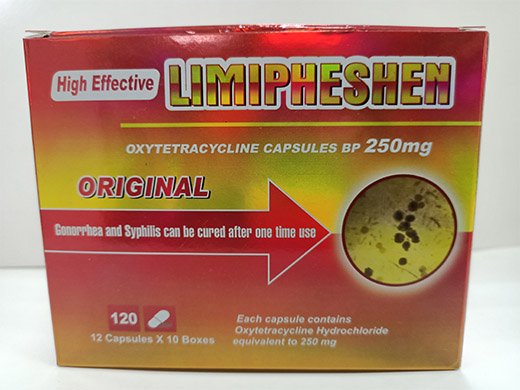 High Effective
LIMIPHESHEN
OXYTETRACYCLINE CAPSULES BP 250mg
ORIGINAL
Gonorrhea and Syphilis can be cured after one time use
120
12 Capsules X 10 Boxes
Each capsule contains
Oxytetracycline Hydrochloride
equivalent to 250 mg